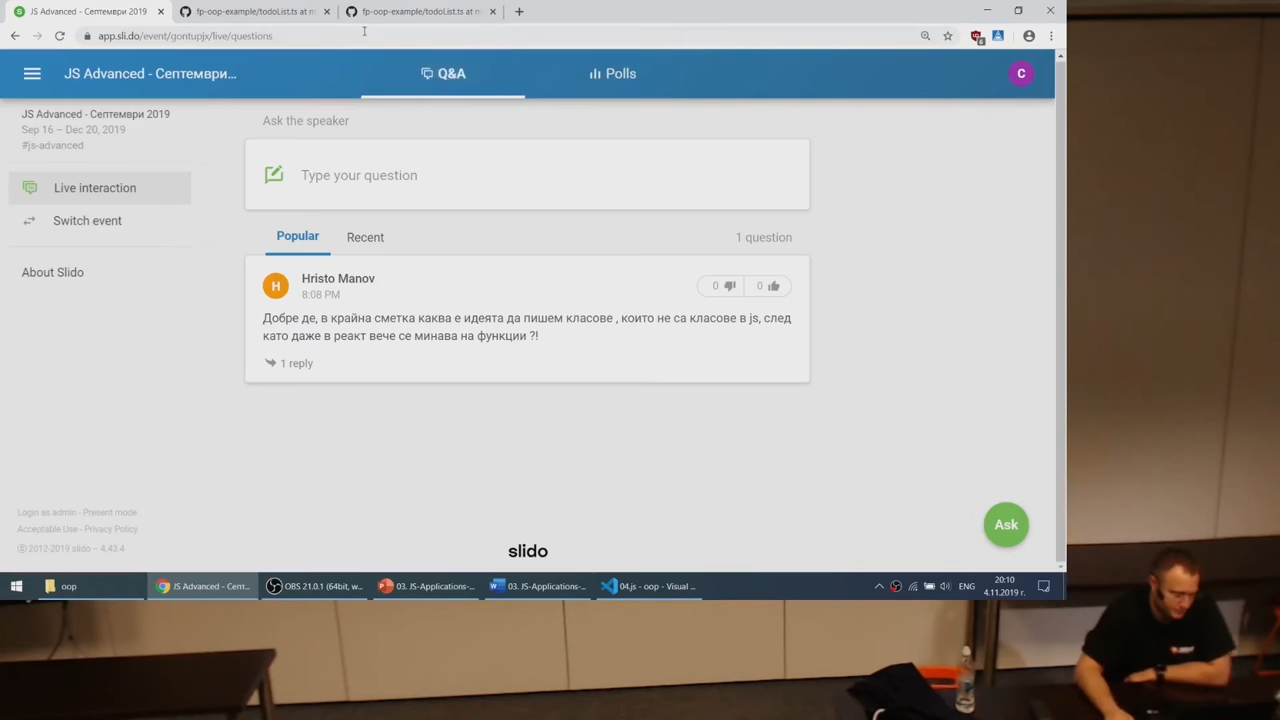 JS Advanced - Септември 2019
fp-oop-example/todoList.ts at m
fp-oop-example/todoList.ts at m
app.sli.do/event/gontupjx/live/questions
JS Advanced - Септември...
Q&A
Polls
C
JS Advanced - Септември 2019
Sep 16 – Dec 20, 2019
#js-advanced
Live interaction
Switch event
About Slido
Ask the speaker
Type your question
Popular
Recent
1 question
H
Hristo Manov
8:08 PM
0
0
Добре де, в крайна сметка каква е идеята да пишем класове , които не са класове в js, след
като даже в реакт вече се минава на функции ?!
1 reply
Ask
Login as admin - Present mode
Acceptable Use - Privacy Policy
© 2012-2019 slido – 4.43.4
slido
oop
JS Advanced - Септ...
OBS 21.0.1 (64bit, w...
03. JS-Applications-...
03. JS-Applications-...
04.js - oop - Visual ...
ENG
20:10
4.11.2019 г.